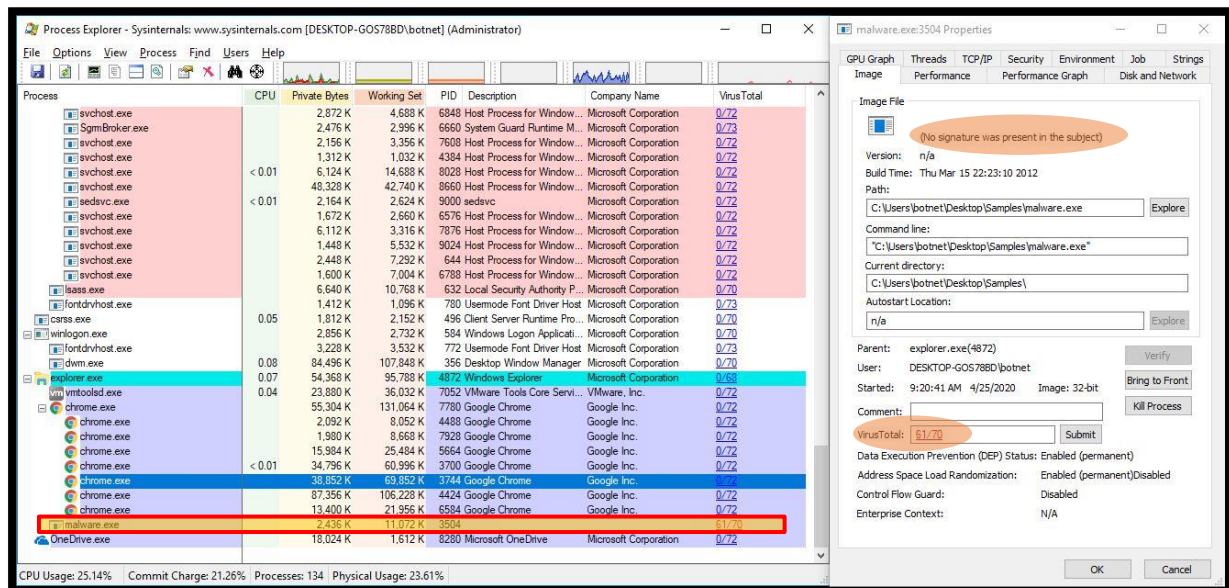 Process Explorer - Sysinternals: www.sysinternals.com [DESKTOP-GOS78BD\botnet] (Administrator)
File Options View Process Find Users Help
Process CPU Private Bytes Working Set PID Description Company Name VirusTotal
svchost.exe 2,872 K 4,688 K 6848 Host Process for Window... Microsoft Corporation 0/72
SgrmBroker.exe 2,476 K 2,996 K 6660 System Guard Runtime M... Microsoft Corporation 0/73
svchost.exe 2,156 K 3,356 K 7608 Host Process for Window... Microsoft Corporation 0/72
svchost.exe 1,312 K 1,032 K 4384 Host Process for Window... Microsoft Corporation 0/72
svchost.exe < 0.01 6,124 K 14,688 K 8028 Host Process for Window... Microsoft Corporation 0/72
svchost.exe 48,328 K 42,740 K 8660 Host Process for Window... Microsoft Corporation 0/72
sedsvc.exe < 0.01 2,164 K 2,624 K 9000 sedsvc Microsoft Corporation 0/72
svchost.exe 1,672 K 2,660 K 6576 Host Process for Window... Microsoft Corporation 0/72
svchost.exe 6,112 K 3,316 K 7876 Host Process for Window... Microsoft Corporation 0/72
svchost.exe 1,448 K 5,532 K 9024 Host Process for Window... Microsoft Corporation 0/72
svchost.exe 2,448 K 7,292 K 644 Host Process for Window... Microsoft Corporation 0/72
svchost.exe 1,600 K 7,004 K 6788 Host Process for Window... Microsoft Corporation 0/72
lsass.exe 6,640 K 10,768 K 632 Local Security Authority P... Microsoft Corporation 0/70
fontdrvhost.exe 1,412 K 1,096 K 780 Usermode Font Driver Host Microsoft Corporation 0/73
csrss.exe 0.05 1,812 K 2,152 K 496 Client Server Runtime Pro... Microsoft Corporation 0/70
winlogon.exe 2,856 K 2,732 K 584 Windows Logon Applicati... Microsoft Corporation 0/70
fontdrvhost.exe 3,228 K 3,532 K 772 Usermode Font Driver Host Microsoft Corporation 0/73
dwm.exe 0.08 84,496 K 107,848 K 356 Desktop Window Manager Microsoft Corporation 0/70
explorer.exe 0.07 54,368 K 95,788 K 4872 Windows Explorer Microsoft Corporation 0/68
vm vmtoolsd.exe 0.04 23,880 K 36,032 K 7052 VMware Tools Core Servi... VMware, Inc. 0/72
chrome.exe 55,304 K 131,064 K 7780 Google Chrome Google Inc. 0/72
chrome.exe 2,092 K 8,052 K 4488 Google Chrome Google Inc. 0/72
chrome.exe 1,980 K 8,668 K 7928 Google Chrome Google Inc. 0/72
chrome.exe 15,984 K 25,484 K 5664 Google Chrome Google Inc. 0/72
chrome.exe < 0.01 34,796 K 60,996 K 3700 Google Chrome Google Inc. 0/72
chrome.exe 38,852 K 69,852 K 3744 Google Chrome Google Inc. 0/72
chrome.exe 87,356 K 106,228 K 4424 Google Chrome Google Inc. 0/72
chrome.exe 13,400 K 21,956 K 6584 Google Chrome Google Inc. 0/72
malware.exe 2,436 K 11,072 K 3504 61/70
OneDrive.exe 18,024 K 1,612 K 8280 Microsoft OneDrive Microsoft Corporation 0/72
CPU Usage: 25.14% Commit Charge: 21.26% Processes: 134 Physical Usage: 23.61%
malware.exe:3504 Properties
GPU Graph Threads TCP/IP Security Environment Job Strings
Image Performance Performance Graph Disk and Network
Image File
(No signature was present in the subject)
Version: n/a
Build Time: Thu Mar 15 22:23:10 2012
Path:
C:\Users\botnet\Desktop\Samples\malware.exe Explore
Command line:
"C:\Users\botnet\Desktop\Samples\malware.exe"
Current directory:
C:\Users\botnet\Desktop\Samples\
Autostart Location:
n/a Explore
Parent: explorer.exe(4872) Verify
User: DESKTOP-GOS78BD\botnet
Started: 9:20:41 AM 4/25/2020 Image: 32-bit Bring to Front
Comment: Kill Process
VirusTotal: 61/70 Submit
Data Execution Prevention (DEP) Status: Enabled (permanent)
Address Space Load Randomization: Enabled (permanent)Disabled
Control Flow Guard: Disabled
Enterprise Context: N/A
OK Cancel